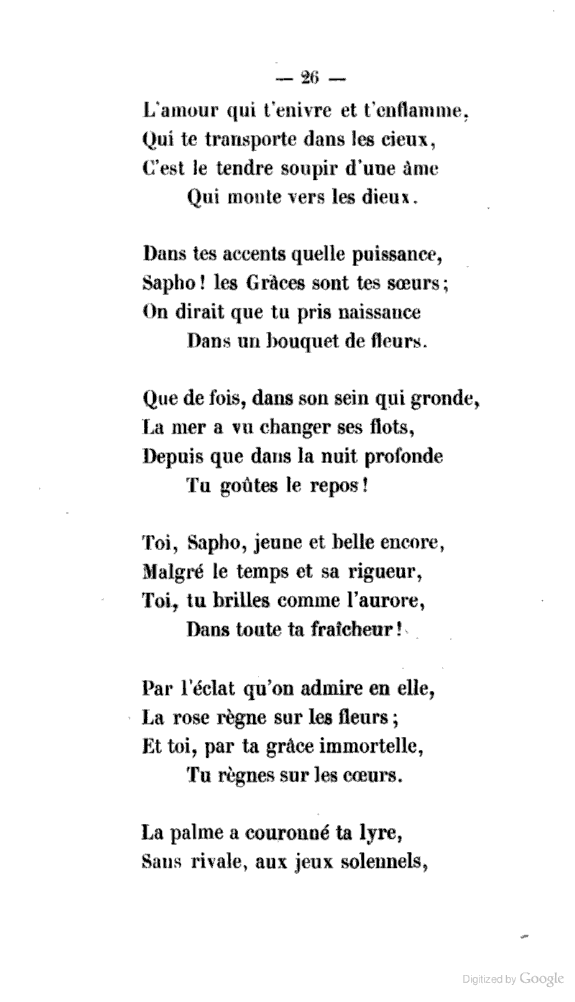 — 26 —
L'amour qui t'enivre et t'enflamme,
Qui te transporte dans les cieux,
C'est le tendre soupir d'une âme
Qui monte vers les dieux.
Dans tes accents quelle puissance,
Sapho! les Grâces sont tes sœurs;
On dirait que tu pris naissance
Dans un bouquet de fleurs.
Que de fois, dans son sein qui gronde,
La mer a vu changer ses flots,
Depuis que dans la nuit profonde
Tu goûtes le repos!
Toi, Sapho, jeune et belle encore,
Malgré le temps et sa rigueur,
Toi, tu brilles comme l'aurore,
Dans toute ta fraîcheur!
Par l'éclat qu'on admire en elle,
La rose règne sur les fleurs;
Et toi, par ta grâce immortelle,
Tu règnes sur les cœurs.
La palme a couronné ta lyre,
Sans rivale, aux jeux solennels,
Digitized by Google